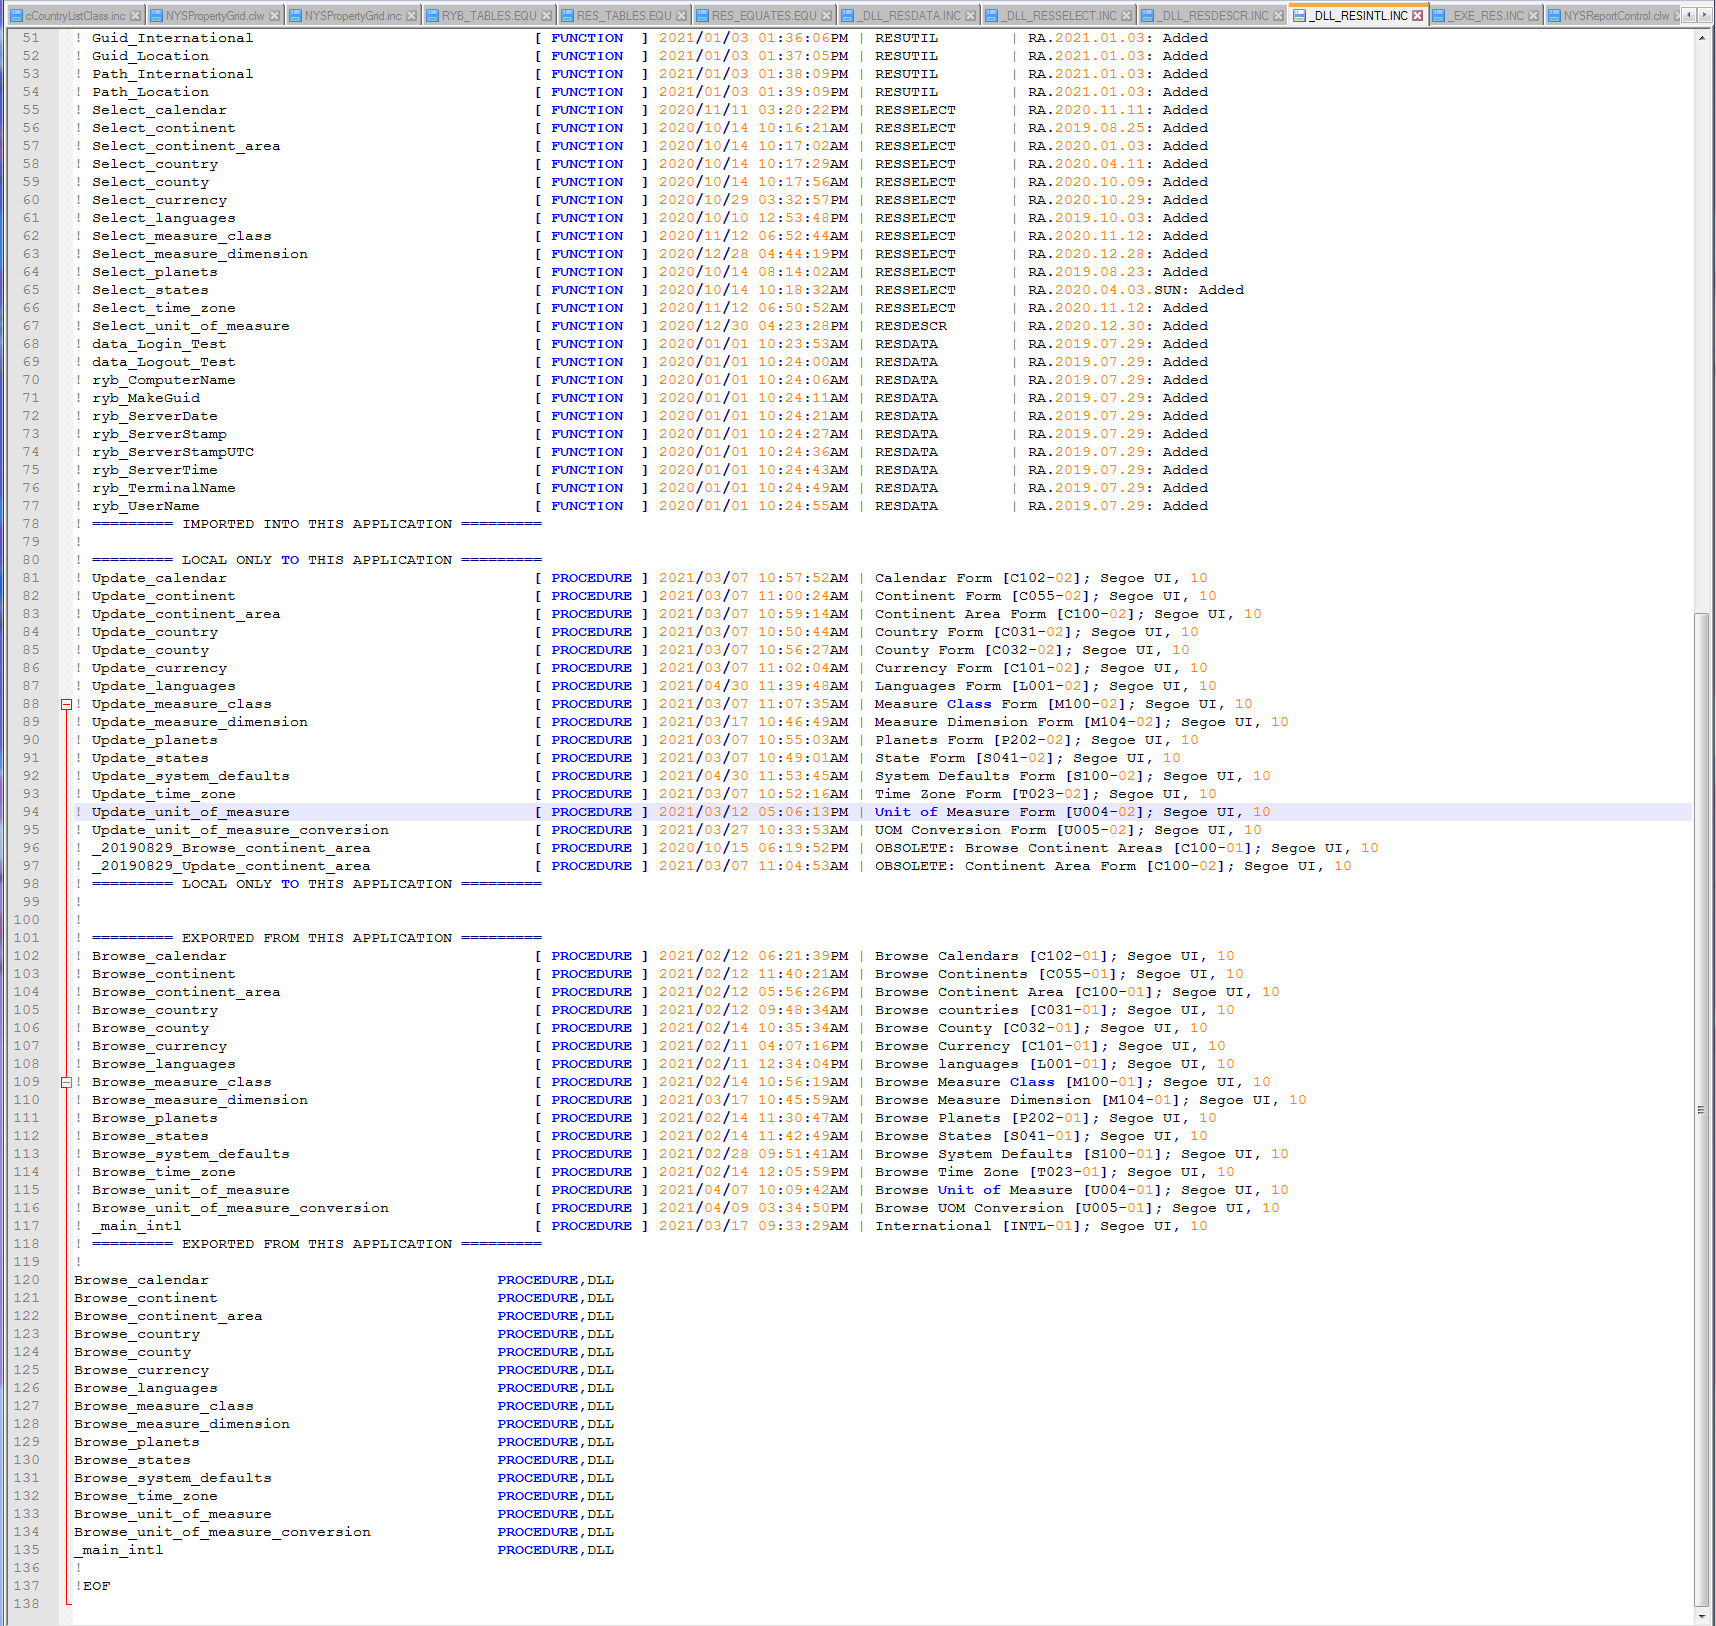 cCountryListClass.inc NYSPropertyGrid.clw NYSPropertyGrid.inc RYB_TABLES.EQU RES_TABLES.EQU RES_EQUATES.EQU _DLL_RESDATA.INC _DLL_RESSELECT.INC _DLL_RESDESCR.INC _DLL_RESINTL.INC _EXE_RES.INC NYSReportControl.clw
51 ! Guid_International [ FUNCTION ] 2021/01/03 01:36:06PM | RESUTIL | RA.2021.01.03: Added
52 ! Guid_Location [ FUNCTION ] 2021/01/03 01:37:05PM | RESUTIL | RA.2021.01.03: Added
53 ! Path_International [ FUNCTION ] 2021/01/03 01:38:09PM | RESUTIL | RA.2021.01.03: Added
54 ! Path_Location [ FUNCTION ] 2021/01/03 01:39:09PM | RESUTIL | RA.2021.01.03: Added
55 ! Select_calendar [ FUNCTION ] 2020/11/11 03:20:22PM | RESSELECT | RA.2020.11.11: Added
56 ! Select_continent [ FUNCTION ] 2020/10/14 10:16:21AM | RESSELECT | RA.2019.08.25: Added
57 ! Select_continent_area [ FUNCTION ] 2020/10/14 10:17:02AM | RESSELECT | RA.2020.01.03: Added
58 ! Select_country [ FUNCTION ] 2020/10/14 10:17:29AM | RESSELECT | RA.2020.04.11: Added
59 ! Select_county [ FUNCTION ] 2020/10/14 10:17:56AM | RESSELECT | RA.2020.10.09: Added
60 ! Select_currency [ FUNCTION ] 2020/10/29 03:32:57PM | RESSELECT | RA.2020.10.29: Added
61 ! Select_languages [ FUNCTION ] 2020/10/10 12:53:48PM | RESSELECT | RA.2019.10.03: Added
62 ! Select_measure_class [ FUNCTION ] 2020/11/12 06:52:44AM | RESSELECT | RA.2020.11.12: Added
63 ! Select_measure_dimension [ FUNCTION ] 2020/12/28 04:44:19PM | RESSELECT | RA.2020.12.28: Added
64 ! Select_planets [ FUNCTION ] 2020/10/14 08:14:02AM | RESSELECT | RA.2019.08.23: Added
65 ! Select_states [ FUNCTION ] 2020/10/14 10:18:32AM | RESSELECT | RA.2020.04.03.SUN: Added
66 ! Select_time_zone [ FUNCTION ] 2020/11/12 06:50:52AM | RESSELECT | RA.2020.11.12: Added
67 ! Select_unit_of_measure [ FUNCTION ] 2020/12/30 04:23:28PM | RESDESCR | RA.2020.12.30: Added
68 ! data_Login_Test [ FUNCTION ] 2020/01/01 10:23:53AM | RESDATA | RA.2019.07.29: Added
69 ! data_Logout_Test [ FUNCTION ] 2020/01/01 10:24:00AM | RESDATA | RA.2019.07.29: Added
70 ! ryb_ComputerName [ FUNCTION ] 2020/01/01 10:24:06AM | RESDATA | RA.2019.07.29: Added
71 ! ryb_MakeGuid [ FUNCTION ] 2020/01/01 10:24:11AM | RESDATA | RA.2019.07.29: Added
72 ! ryb_ServerDate [ FUNCTION ] 2020/01/01 10:24:21AM | RESDATA | RA.2019.07.29: Added
73 ! ryb_ServerStamp [ FUNCTION ] 2020/01/01 10:24:27AM | RESDATA | RA.2019.07.29: Added
74 ! ryb_ServerStampUTC [ FUNCTION ] 2020/01/01 10:24:36AM | RESDATA | RA.2019.07.29: Added
75 ! ryb_ServerTime [ FUNCTION ] 2020/01/01 10:24:43AM | RESDATA | RA.2019.07.29: Added
76 ! ryb_TerminalName [ FUNCTION ] 2020/01/01 10:24:49AM | RESDATA | RA.2019.07.29: Added
77 ! ryb_UserName [ FUNCTION ] 2020/01/01 10:24:55AM | RESDATA | RA.2019.07.29: Added
78 ! ========= IMPORTED INTO THIS APPLICATION =========
79 !
80 ! ========= LOCAL ONLY TO THIS APPLICATION =========
81 ! Update_calendar [ PROCEDURE ] 2021/03/07 10:57:52AM | Calendar Form [C102-02]; Segoe UI, 10
82 ! Update_continent [ PROCEDURE ] 2021/03/07 11:00:24AM | Continent Form [C055-02]; Segoe UI, 10
83 ! Update_continent_area [ PROCEDURE ] 2021/03/07 10:59:14AM | Continent Area Form [C100-02]; Segoe UI, 10
84 ! Update_country [ PROCEDURE ] 2021/03/07 10:50:44AM | Country Form [C031-02]; Segoe UI, 10
85 ! Update_county [ PROCEDURE ] 2021/03/07 10:56:27AM | County Form [C032-02]; Segoe UI, 10
86 ! Update_currency [ PROCEDURE ] 2021/03/07 11:02:04AM | Currency Form [C101-02]; Segoe UI, 10
87 ! Update_languages [ PROCEDURE ] 2021/04/30 11:39:48AM | Languages Form [L001-02]; Segoe UI, 10
88 ! Update_measure_class [ PROCEDURE ] 2021/03/07 11:07:35AM | Measure Class Form [M100-02]; Segoe UI, 10
89 ! Update_measure_dimension [ PROCEDURE ] 2021/03/17 10:46:49AM | Measure Dimension Form [M104-02]; Segoe UI, 10
90 ! Update_planets [ PROCEDURE ] 2021/03/07 10:55:03AM | Planets Form [P202-02]; Segoe UI, 10
91 ! Update_states [ PROCEDURE ] 2021/03/07 10:49:01AM | State Form [S041-02]; Segoe UI, 10
92 ! Update_system_defaults [ PROCEDURE ] 2021/04/30 11:53:45AM | System Defaults Form [S100-02]; Segoe UI, 10
93 ! Update_time_zone [ PROCEDURE ] 2021/03/07 10:52:16AM | Time Zone Form [T023-02]; Segoe UI, 10
94 ! Update_unit_of_measure [ PROCEDURE ] 2021/03/12 05:06:13PM | Unit of Measure Form [U004-02]; Segoe UI, 10
95 ! Update_unit_of_measure_conversion [ PROCEDURE ] 2021/03/27 10:33:53AM | UOM Conversion Form [U005-02]; Segoe UI, 10
96 ! _20190829_Browse_continent_area [ PROCEDURE ] 2020/10/15 06:19:52PM | OBSOLETE: Browse Continent Areas [C100-01]; Segoe UI, 10
97 ! _20190829_Update_continent_area [ PROCEDURE ] 2021/03/07 11:04:53AM | OBSOLETE: Continent Area Form [C100-02]; Segoe UI, 10
98 ! ========= LOCAL ONLY TO THIS APPLICATION =========
99 !
100 !
101 ! ========= EXPORTED FROM THIS APPLICATION =========
102 ! Browse_calendar [ PROCEDURE ] 2021/02/12 06:21:39PM | Browse Calendars [C102-01]; Segoe UI, 10
103 ! Browse_continent [ PROCEDURE ] 2021/02/12 11:40:21AM | Browse Continents [C055-01]; Segoe UI, 10
104 ! Browse_continent_area [ PROCEDURE ] 2021/02/12 05:56:26PM | Browse Continent Area [C100-01]; Segoe UI, 10
105 ! Browse_country [ PROCEDURE ] 2021/02/12 09:48:34AM | Browse countries [C031-01]; Segoe UI, 10
106 ! Browse_county [ PROCEDURE ] 2021/02/14 10:35:34AM | Browse County [C032-01]; Segoe UI, 10
107 ! Browse_currency [ PROCEDURE ] 2021/02/11 04:07:16PM | Browse Currency [C101-01]; Segoe UI, 10
108 ! Browse_languages [ PROCEDURE ] 2021/02/11 12:34:04PM | Browse languages [L001-01]; Segoe UI, 10
109 ! Browse_measure_class [ PROCEDURE ] 2021/02/14 10:56:19AM | Browse Measure Class [M100-01]; Segoe UI, 10
110 ! Browse_measure_dimension [ PROCEDURE ] 2021/03/17 10:45:59AM | Browse Measure Dimension [M104-01]; Segoe UI, 10
111 ! Browse_planets [ PROCEDURE ] 2021/02/14 11:30:47AM | Browse Planets [P202-01]; Segoe UI, 10
112 ! Browse_states [ PROCEDURE ] 2021/02/14 11:42:49AM | Browse States [S041-01]; Segoe UI, 10
113 ! Browse_system_defaults [ PROCEDURE ] 2021/02/28 09:51:41AM | Browse System Defaults [S100-01]; Segoe UI, 10
114 ! Browse_time_zone [ PROCEDURE ] 2021/02/14 12:05:59PM | Browse Time Zone [T023-01]; Segoe UI, 10
115 ! Browse_unit_of_measure [ PROCEDURE ] 2021/04/07 10:09:42AM | Browse Unit of Measure [U004-01]; Segoe UI, 10
116 ! Browse_unit_of_measure_conversion [ PROCEDURE ] 2021/04/09 03:34:50PM | Browse UOM Conversion [U005-01]; Segoe UI, 10
117 ! _main_intl [ PROCEDURE ] 2021/03/17 09:33:29AM | International [INTL-01]; Segoe UI, 10
118 ! ========= EXPORTED FROM THIS APPLICATION =========
119 !
120 Browse_calendar PROCEDURE,DLL
121 Browse_continent PROCEDURE,DLL
122 Browse_continent_area PROCEDURE,DLL
123 Browse_country PROCEDURE,DLL
124 Browse_county PROCEDURE,DLL
125 Browse_currency PROCEDURE,DLL
126 Browse_languages PROCEDURE,DLL
127 Browse_measure_class PROCEDURE,DLL
128 Browse_measure_dimension PROCEDURE,DLL
129 Browse_planets PROCEDURE,DLL
130 Browse_states PROCEDURE,DLL
131 Browse_system_defaults PROCEDURE,DLL
132 Browse_time_zone PROCEDURE,DLL
133 Browse_unit_of_measure PROCEDURE,DLL
134 Browse_unit_of_measure_conversion PROCEDURE,DLL
135 _main_intl PROCEDURE,DLL
136 !
137 !EOF
138